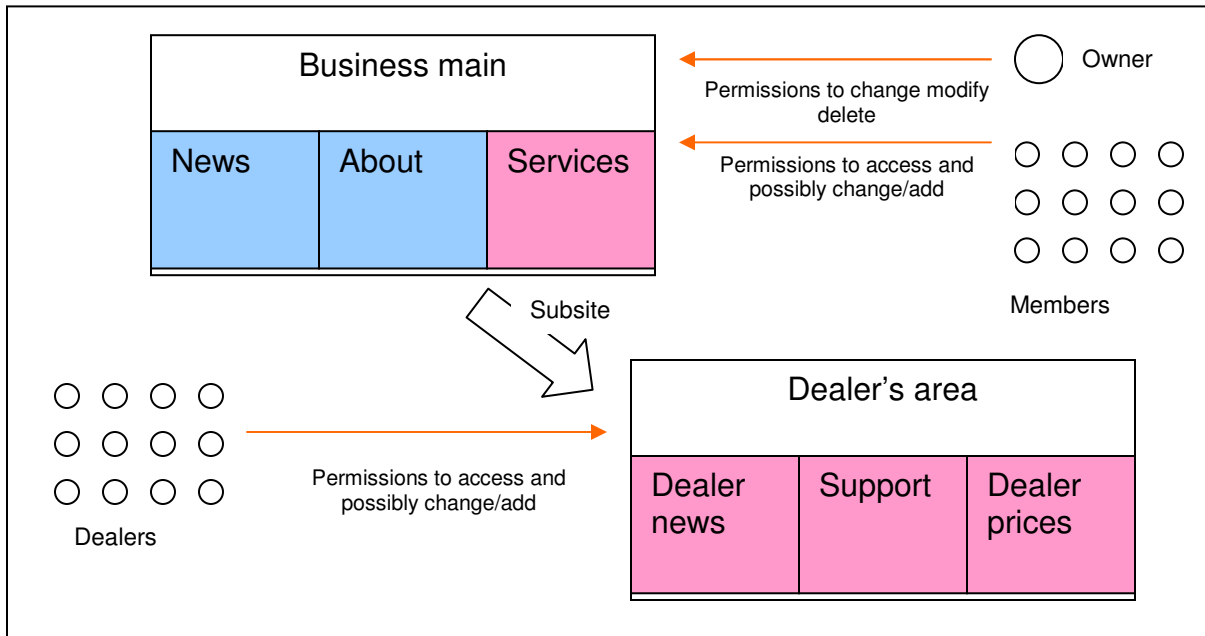 Business main
Owner
Permissions to change modify
delete
News
About
Services
Permissions to access and
possibly change/add
Members
Subsite
Dealer's area
Permissions to access and
possibly change/add
Dealers
Dealer
news
Support
Dealer
prices